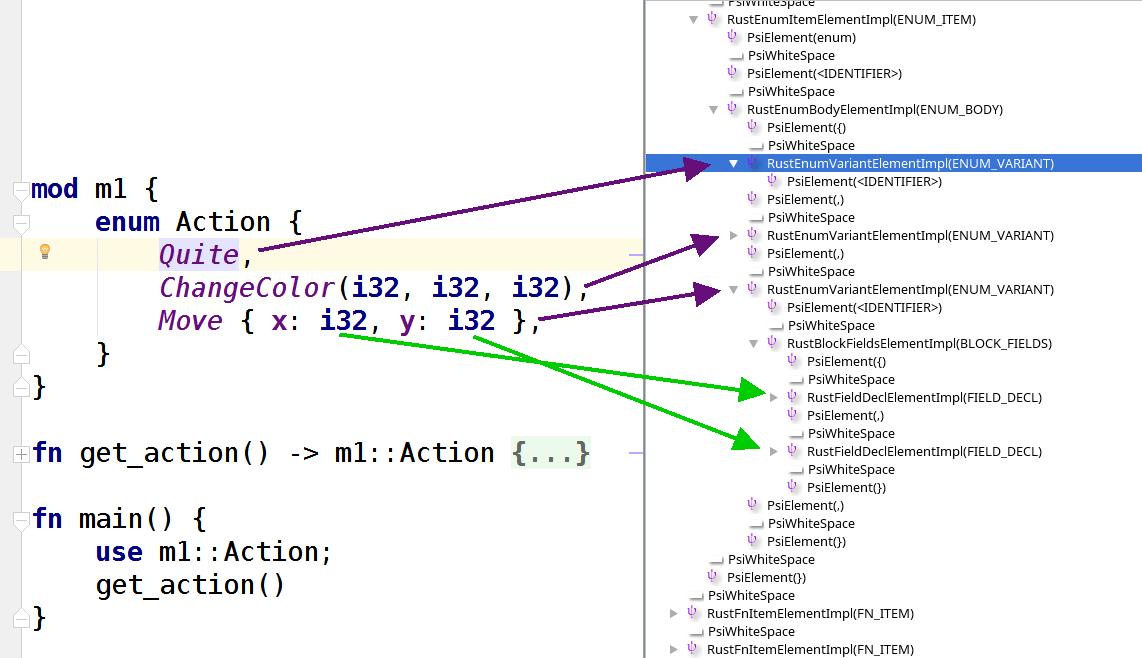 mod m1 {
enum Action {
Quite,
ChangeColor(i32, i32, i32),
Move { x: i32, y: i32 },
}
}
fn get_action() -> m1::Action {...}
fn main() {
use m1::Action;
get_action()
}
PsiWhiteSpace
RustEnumItemElementImpl(ENUM_ITEM)
PsiElement(enum)
PsiWhiteSpace
PsiElement(<IDENTIFIER>)
PsiWhiteSpace
RustEnumBodyElementImpl(ENUM_BODY)
PsiElement({)
PsiWhiteSpace
RustEnumVariantElementImpl(ENUM_VARIANT)
PsiElement(<IDENTIFIER>)
PsiElement(,)
PsiWhiteSpace
RustEnumVariantElementImpl(ENUM_VARIANT)
PsiElement(,)
PsiWhiteSpace
RustEnumVariantElementImpl(ENUM_VARIANT)
PsiElement(<IDENTIFIER>)
PsiWhiteSpace
RustBlockFieldsElementImpl(BLOCK_FIELDS)
PsiElement({)
PsiWhiteSpace
RustFieldDeclElementImpl(FIELD_DECL)
PsiElement(,)
PsiWhiteSpace
RustFieldDeclElementImpl(FIELD_DECL)
PsiWhiteSpace
PsiElement(})
PsiElement(,)
PsiWhiteSpace
PsiElement(})
PsiWhiteSpace
PsiElement(})
PsiWhiteSpace
RustFnItemElementImpl(FN_ITEM)
PsiWhiteSpace
RustFnItemElementImpl(FN_ITEM)